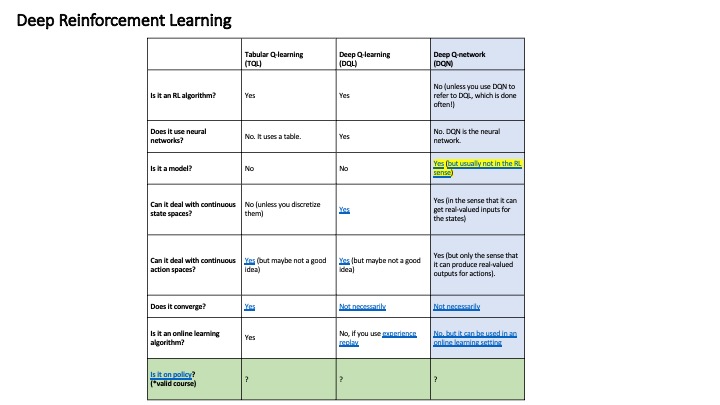 Deep Reinforcement Learning
Tabular Q-learning
(TQL)
Deep Q-learning
(DQL)
Deep Q-network
(DQN)
Is it an RL algorithm?
Yes
Yes
No (unless you use DQN to
refer to DQL, which is done
often!)
Does it use neural
networks?
No. It uses a table.
Yes
No. DQN is the neural
network.
Is it a model?
No
No
Yes (but usually not in the RL
sense)
Can it deal with continuous
state spaces?
No (unless you discretize
them)
Yes
Yes (in the sense that it can
get real-valued inputs for
the states)
Can it deal with continuous
action spaces?
Yes (but maybe not a good
idea)
Yes (but maybe not a good
idea)
Yes (but only the sense that
it can produce real-valued
outputs for actions).
Does it converge?
Yes
Not necessarily
Not necessarily
Is it an online learning
algorithm?
Yes
No, if you use experience
replay
No, but it can be used in an
online learning setting
Is it on policy?
(*valid course)
?
?
?